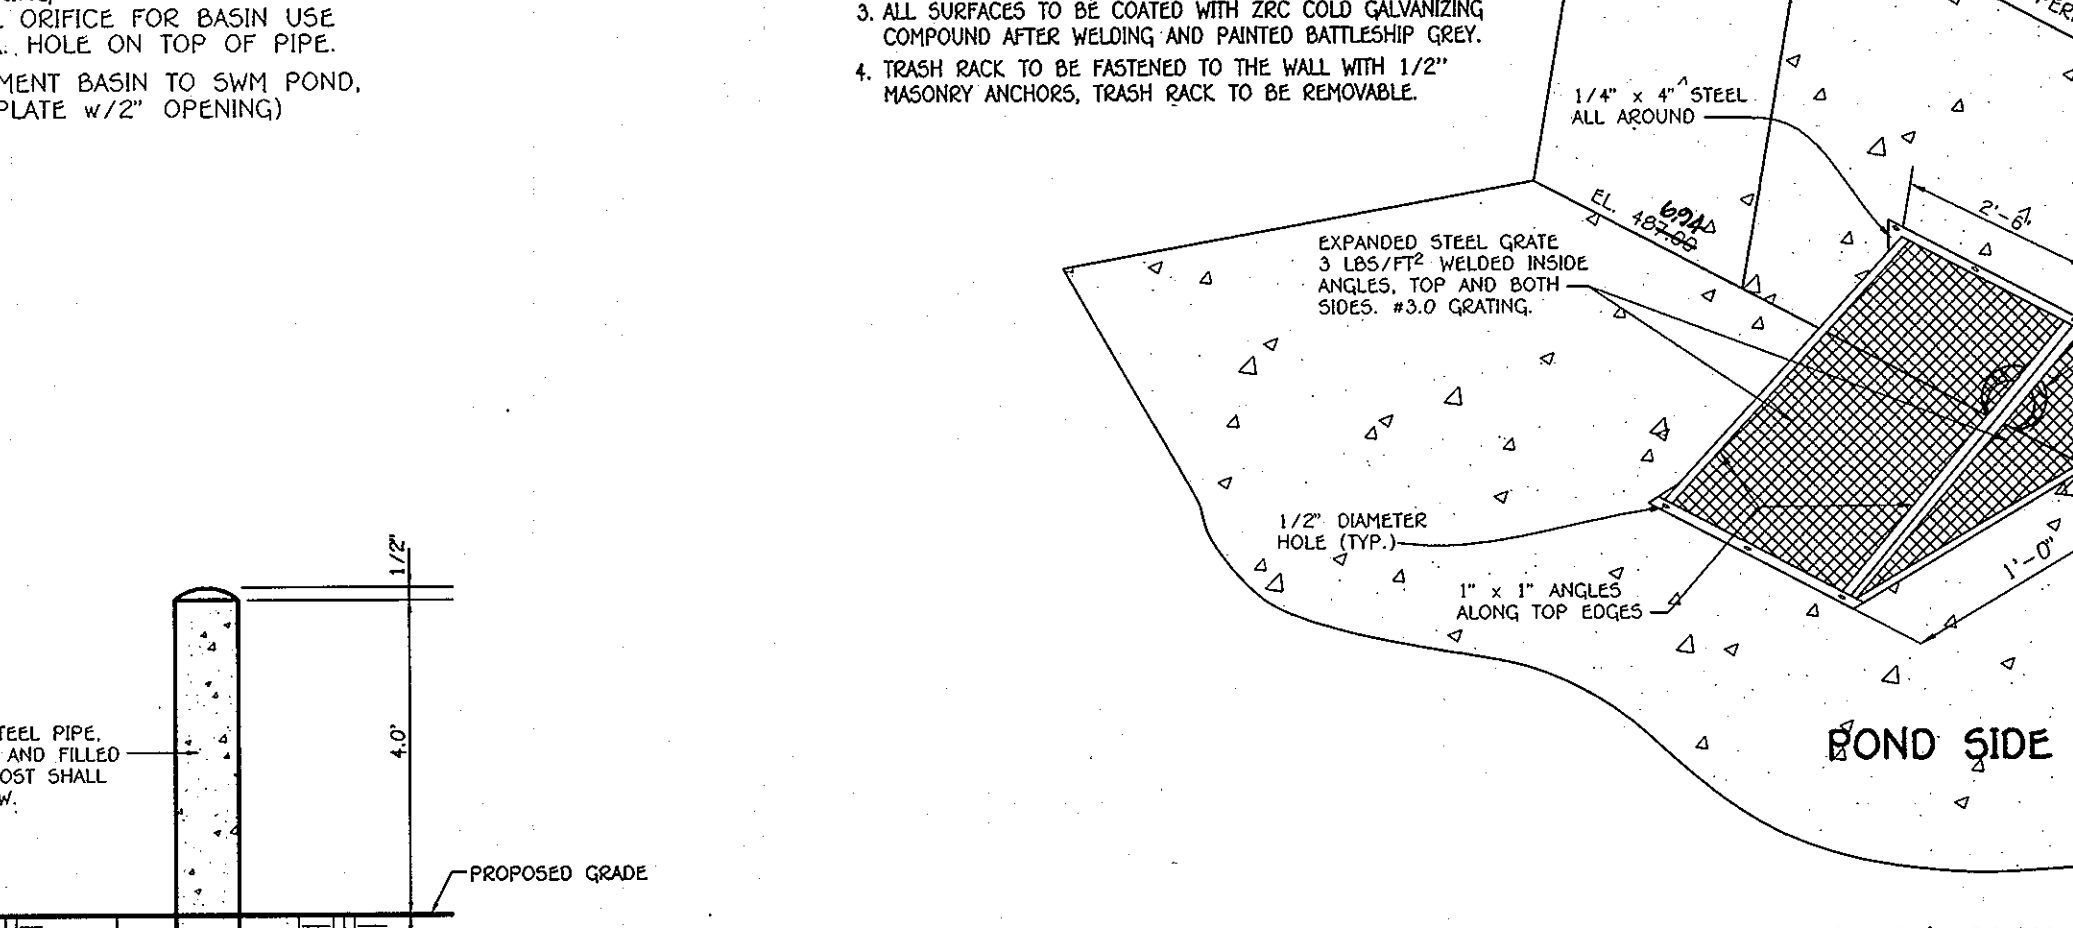 ORIFICE FOR BASIN USE
HOLE ON TOP OF PIPE.
BASIN TO SWM POND,
w/2" OPENING)
3. ALL SURFACES TO BE COATED WITH ZRC COLD GALVANIZING
COMPOUND AFTER WELDING AND PAINTED BATTLESHIP GREY.
4. TRASH RACK TO BE FASTENED TO THE WALL WITH 1/2"
MASONRY ANCHORS, TRASH RACK TO BE REMOVABLE.
1/4" x 4" STEEL
ALL AROUND
2'-6"
EL. 487.00
EXPANDED STEEL GRATE
3 LBS/FT² WELDED INSIDE
ANGLES, TOP AND BOTH
SIDES. #3.0 GRATING.
1/2" DIAMETER
HOLE (TYP.)
1" x 1" ANGLES
ALONG TOP EDGES
1'-0"
POND SIDE
1/2"
4.0'
PIPE,
AND FILLED
SHALL
PROPOSED GRADE